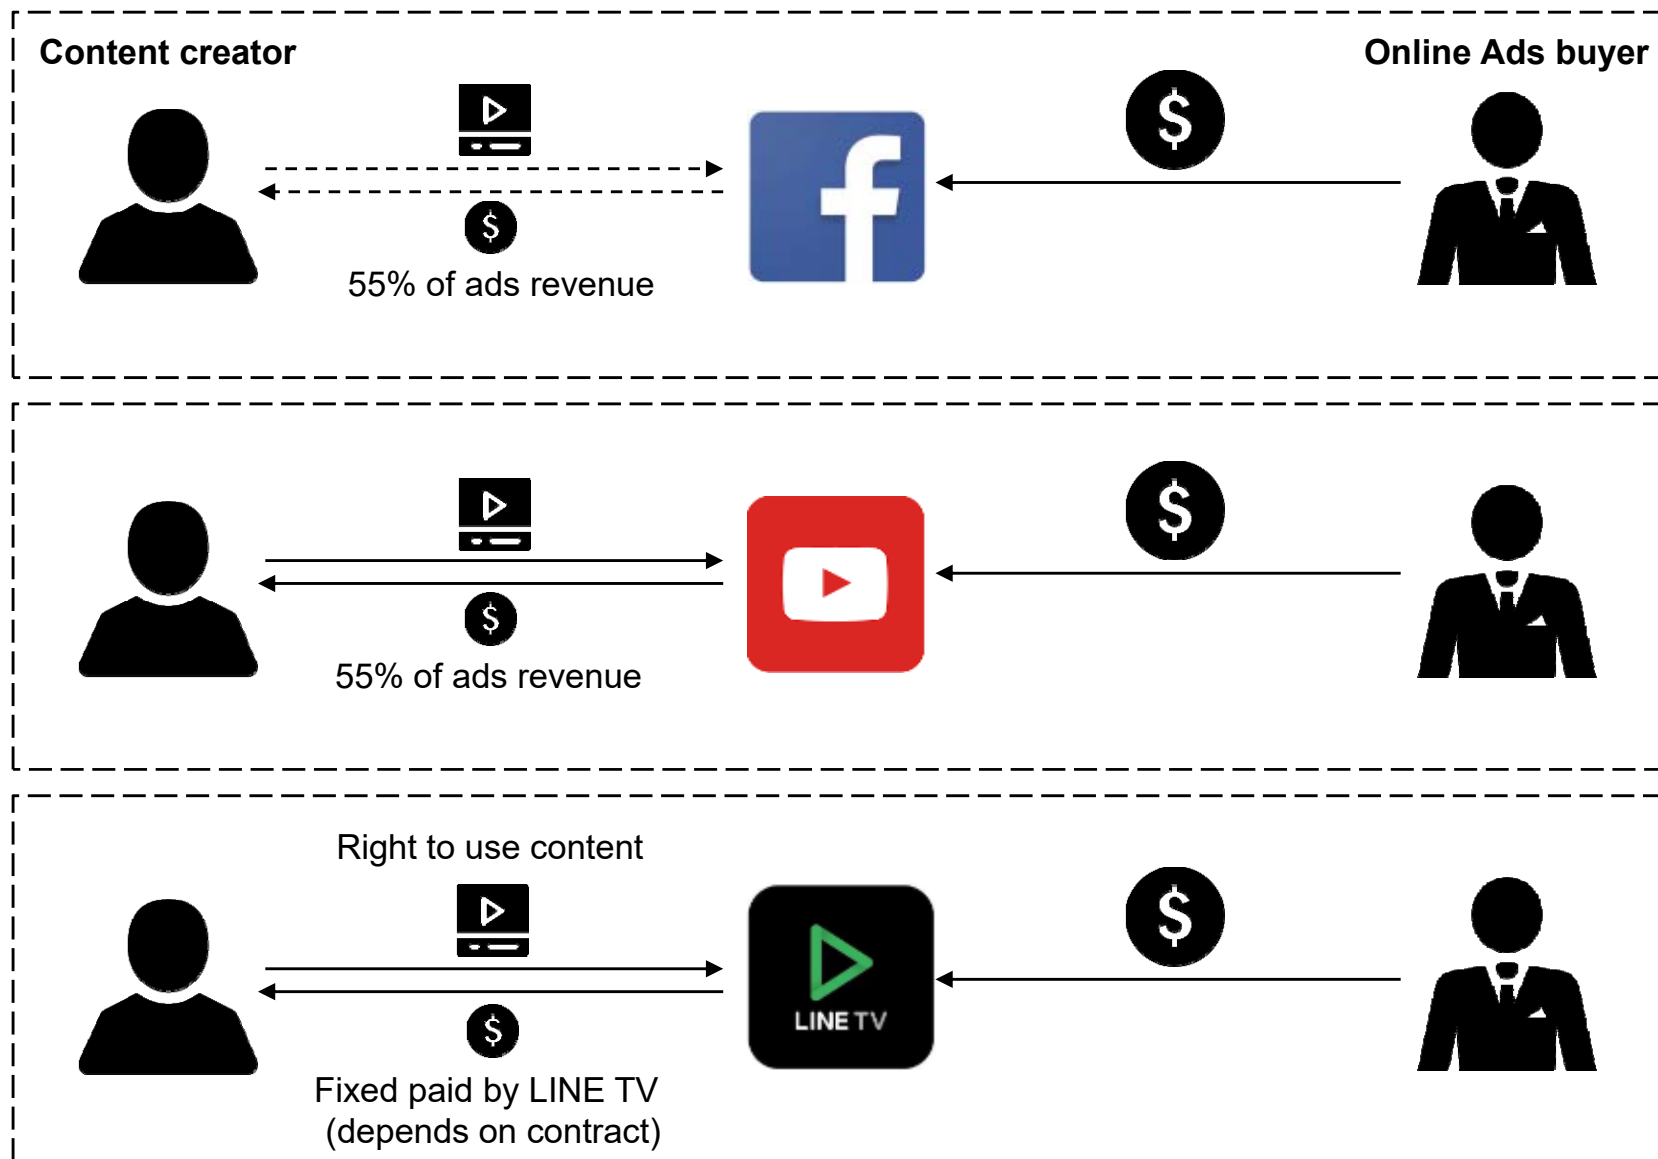 Content creator
Online Ads buyer
$
$
55% of ads revenue
$
$
55% of ads revenue
Right to use content
$
LINE TV
$
Fixed paid by LINE TV
(depends on contract)